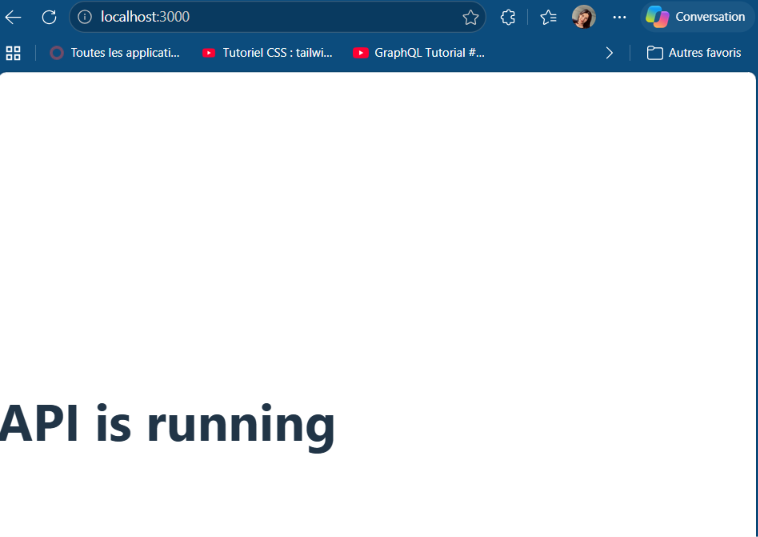 localhost:3000
Conversation
Toutes les applicati...
Tutoriel CSS : tailwi...
GraphQL Tutorial #...
Autres favoris
API is running